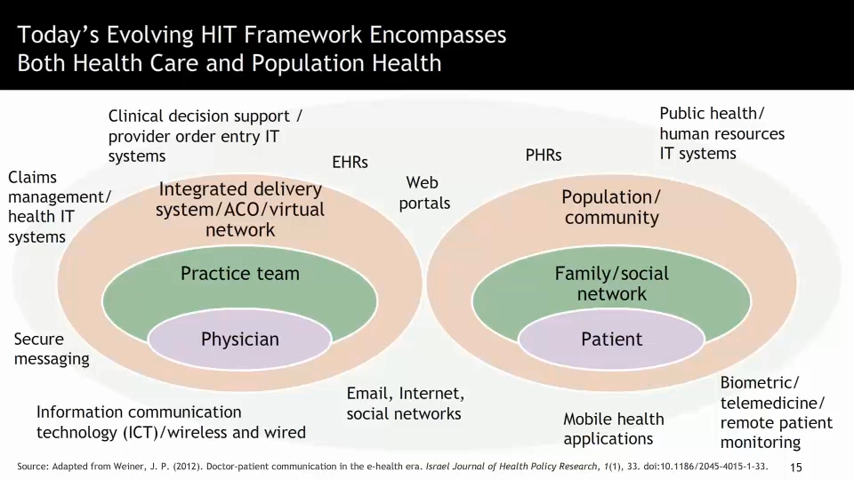 Today's Evolving HIT Framework Encompasses
Both Health Care and Population Health
Clinical decision support /
provider order entry IT
systems
EHRs
PHRs
Public health/
human resources
IT systems
Claims
management/
health IT
systems
Web
portals
Integrated delivery
system/ACO/virtual
network
Population/
community
Practice team
Family/social
network
Physician
Patient
Secure
messaging
Email, Internet,
social networks
Biometric/
telemedicine/
remote patient
monitoring
Information communication
technology (ICT)/wireless and wired
Mobile health
applications
Source: Adapted from Weiner, J. P. (2012). Doctor-patient communication in the e-health era. Israel Journal of Health Policy Research, 1(1), 33. doi:10.1186/2045-4015-1-33.
15